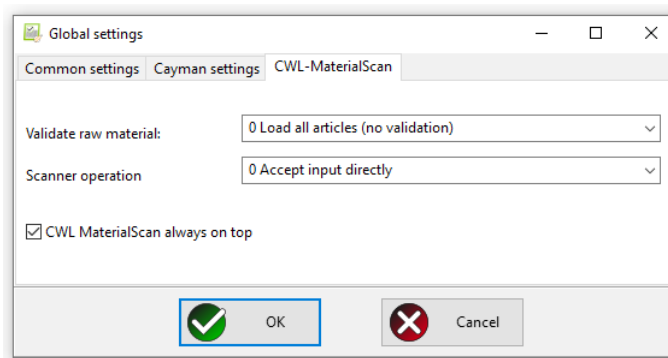 Global settings
Common settings Cayman settings CWL-MaterialScan
Validate raw material: 0 Load all articles (no validation)
Scanner operation 0 Accept input directly
CWL MaterialScan always on top
OK Cancel